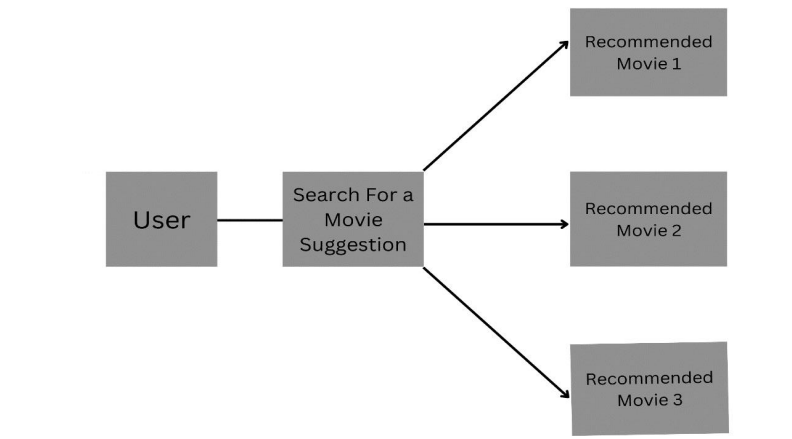 User
Search For a
Movie
Suggestion
Recommended
Movie 1
Recommended
Movie 2
Recommended
Movie 3